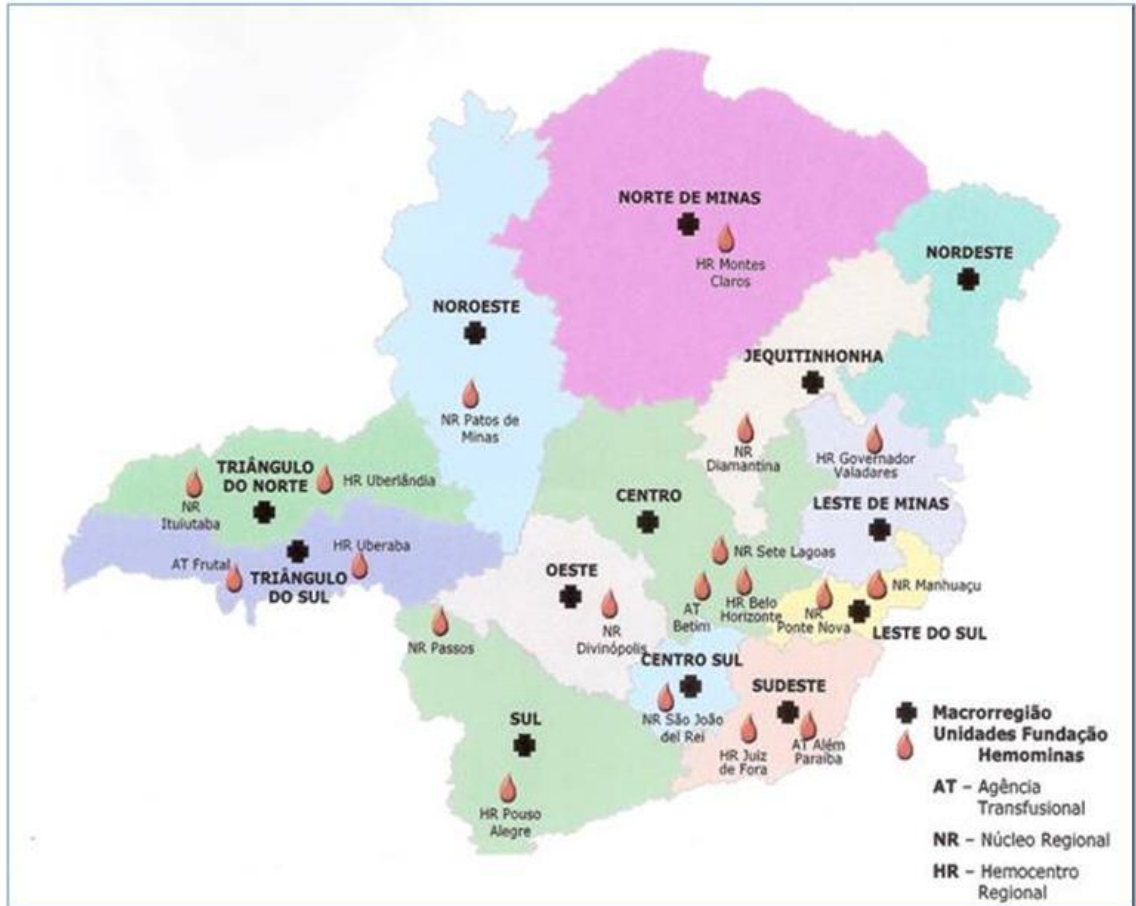 NORTE DE MINAS
HR Montes
Claros
NORDESTE
NOROESTE
NR Patos de
Minas
JEQUITINHONHA
NR
Diamantina
HR Governador
Valadares
LESTE DE MINAS
TRIÂNGULO
DO NORTE
HR Uberlândia
NR
Ituiutaba
CENTRO
NR Sete Lagoas
AT
Betim
HR Belo
Horizonte
AT Frutal
HR Uberaba
TRIÂNGULO
DO SUL
OESTE
NR
Divinópolis
NR Manhuaçu
NR
Ponte Nova
LESTE DO SUL
NR Passos
CENTRO SUL
NR São João
del Rei
SUDESTE
HR Juiz
de Fora
AT Além
Paraíba
SUL
HR Pouso
Alegre
Macrorregião
Unidades Fundação
Hemominas
AT – Agência
Transfusional
NR – Núcleo Regional
HR – Hemocentro
Regional